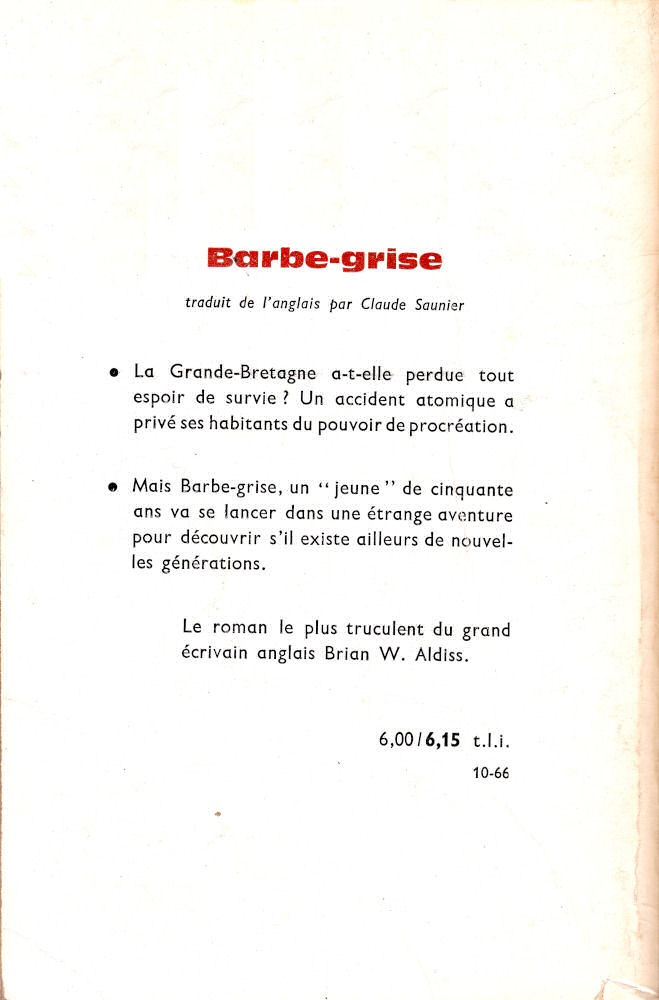 Barbe-grise
traduit de l'anglais par Claude Saunier
• La Grande-Bretagne a-t-elle perdue tout
espoir de survie ? Un accident atomique a
privé ses habitants du pouvoir de procréation.
• Mais Barbe-grise, un “ jeune ” de cinquante
ans va se lancer dans une étrange aventure
pour découvrir s'il existe ailleurs de nouvel-
les générations.
Le roman le plus truculent du grand
écrivain anglais Brian W. Aldiss.
6,00/6,15 t.l.i.
10-66